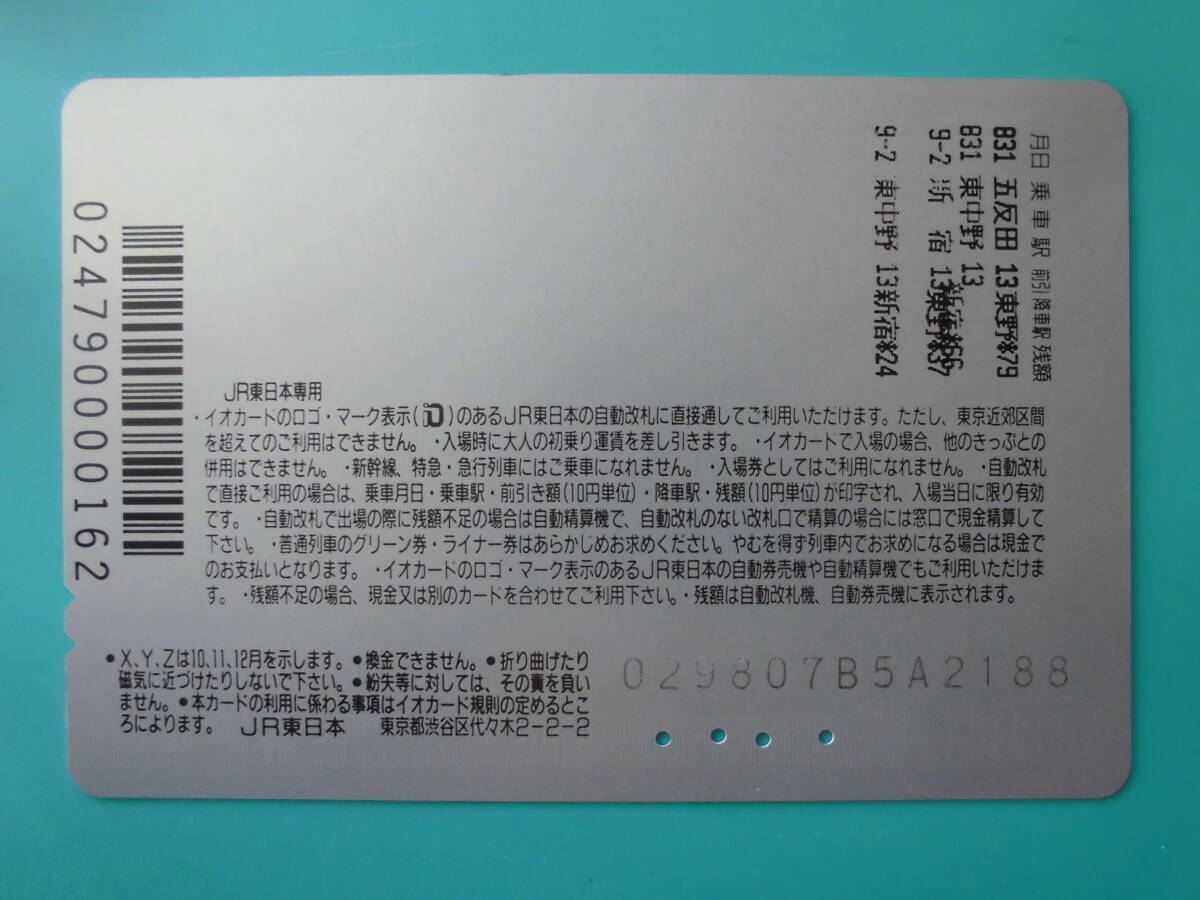 月日 乗車駅 前引 降車駅 残額
831 五反田 13東野*79
831 東中野 13 新宿*66
9-2 新 宿 13東野*37
9-2 東中野 13新宿*24
0247900000162
JR東日本専用
・イオカードのロゴ・マーク表示(iO)のあるJR東日本の自動改札に直接通してご利用いただけます。ただし、東京近郊区間
を超えてのご利用はできません。 ・入場時に大人の初乗り運賃を差し引きます。 ・イオカードで入場の場合、他のきっぷとの
併用はできません。 ・新幹線、特急・急行列車にはご乗車になれません。 ・入場券としてはご利用になれません。 ・自動改札
で直接ご利用の場合は、乗車月日・乗車駅・前引き額(10円単位)・降車駅・残額(10円単位)が印字され、入場当日に限り有効
です。 ・自動改札で出場の際に残額不足の場合は自動精算機で、自動改札のない改札口で精算の場合には窓口で現金精算して
下さい。 ・普通列車のグリーン券・ライナー券はあらかじめお求めください。やむを得ず列車内でお求めになる場合は現金で
のお支払いとなります。 ・イオカードのロゴ・マーク表示のあるJR東日本の自動券売機や自動精算機でもご利用いただけま
す。 ・残額不足の場合、現金又は別のカードを合わせてご利用下さい。・残額は自動改札機、自動券売機に表示されます。
●X、Y、Zは10、11、12月を示します。●換金できません。●折り曲げたり
磁気に近づけたりしないで下さい。●紛失等に対しては、その責を負い
ません。●本カードの利用に係わる事項はイオカード規則の定めるとこ
ろによります。 JR東日本 東京都渋谷区代々木2-2-2
029807B5A2188